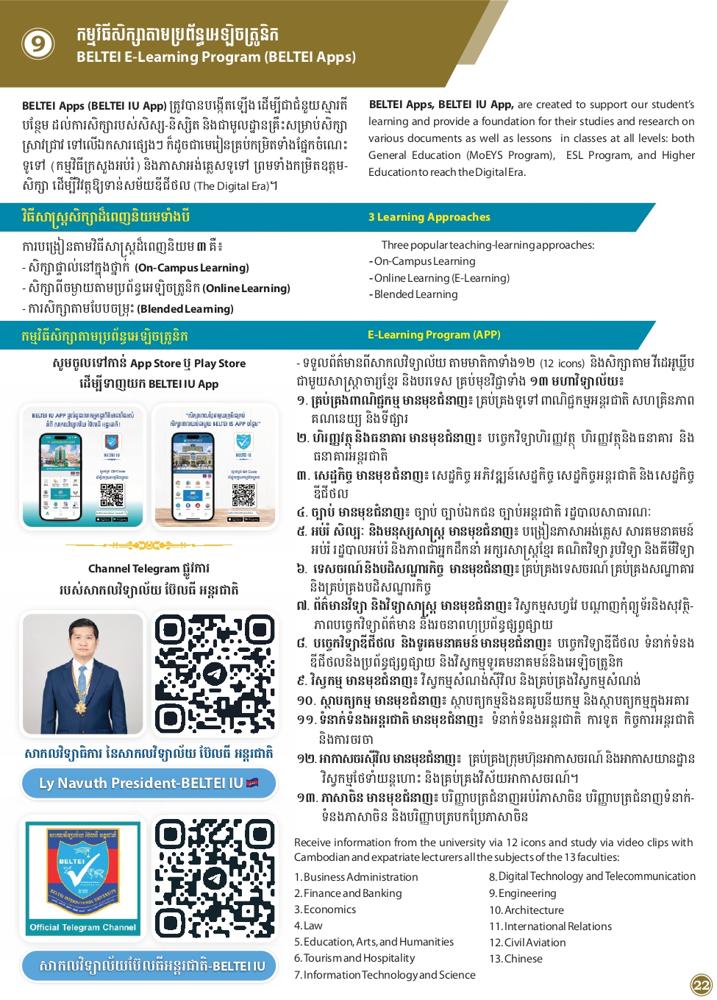 9
កម្មវិធីសិក្សាតាមប្រព័ន្ធអេឡិចត្រូនិក
BELTEI E-Learning Program (BELTEI Apps)
BELTEI Apps (BELTEI IU App) ត្រូវបានបង្កើតឡើង ដើម្បីជាជំនួយស្មារតី
បន្ថែម ដល់ការសិក្សារបស់សិស្ស-និស្សិត និងជាមូលដ្ឋានគ្រឹះសម្រាប់សិក្សា
ស្រាវជ្រាវ ទៅលើឯកសារផ្សេងៗ ក៏ដូចជាមេរៀនគ្រប់កម្រិតទាំងផ្នែកចំណេះ
ទូទៅ (កម្មវិធីក្រសួងអប់រំ) និងភាសាអង់គ្លេសទូទៅ ព្រមទាំងកម្រិតឧត្តម-
សិក្សា ដើម្បីវិវត្តឱ្យទាន់សម័យឌីជីថល (The Digital Era)។
BELTEI Apps, BELTEI IU App, are created to support our student's
learning and provide a foundation for their studies and research on
various documents as well as lessons in classes at all levels: both
General Education (MoEYS Program), ESL Program, and Higher
Education to reach the Digital Era.
វិធីសាស្ត្រសិក្សាដ៏ពេញនិយមទាំងបី
3 Learning Approaches
ការបង្រៀនតាមវិធីសាស្ត្រដ៏ពេញនិយម ៣ គឺ៖
- សិក្សាផ្ទាល់នៅក្នុងថ្នាក់ (On-Campus Learning)
- សិក្សាពីចម្ងាយតាមប្រព័ន្ធអេឡិចត្រូនិក (Online Learning)
- ការសិក្សាតាមបែបចម្រុះ (Blended Learning)
Three popular teaching-learning approaches:
- On-Campus Learning
- Online Learning (E-Learning)
- Blended Learning
កម្មវិធីសិក្សាតាមប្រព័ន្ធអេឡិចត្រូនិក
E-Learning Program (APP)
សូមចូលទៅកាន់ App Store ឬ Play Store
ដើម្បីទាញយក BELTEI IU App
Channel Telegram ផ្លូវការ
របស់សាកលវិទ្យាល័យ ប៊ែលធី អន្តរជាតិ
សាកលវិទ្យាធិការ នៃសាកលវិទ្យាល័យ ប៊ែលធី អន្តរជាតិ
Ly Navuth President-BELTEI IU
BELTEI
Official Telegram Channel
សាកលវិទ្យាល័យប៊ែលធីអន្តរជាតិ-BELTEI IU
- ទទួលព័ត៌មានពីសាកលវិទ្យាល័យ តាមមាតិកាទាំង១២ (12 icons) និងសិក្សាតាម វីដេអូឃ្លីប
ជាមួយសាស្ត្រាចារ្យខ្មែរ និងបរទេស គ្រប់មុខវិជ្ជាទាំង ១៣ មហាវិទ្យាល័យ៖
១. គ្រប់គ្រងពាណិជ្ជកម្ម មានមុខជំនាញ៖ គ្រប់គ្រងទូទៅ ពាណិជ្ជកម្មអន្តរជាតិ សហគ្រិនភាព
គណនេយ្យ និងទីផ្សារ
២. ហិរញ្ញវត្ថុ និងធនាគារ មានមុខជំនាញ៖ បច្ចេកវិទ្យាហិរញ្ញវត្ថុ ហិរញ្ញវត្ថុនិងធនាគារ និង
ធនាគារអន្តរជាតិ
៣. សេដ្ឋកិច្ច មានមុខជំនាញ៖ សេដ្ឋកិច្ច អភិវឌ្ឍន៍សេដ្ឋកិច្ច សេដ្ឋកិច្ចអន្តរជាតិ និងសេដ្ឋកិច្ច
ឌីជីថល
៤. ច្បាប់ មានមុខជំនាញ៖ ច្បាប់ ច្បាប់ឯកជន ច្បាប់អន្តរជាតិ រដ្ឋបាលសាធារណៈ
៥. អប់រំ សិល្បៈ និងមនុស្សសាស្ត្រ មានមុខជំនាញ៖ បង្រៀនភាសាអង់គ្លេស សារគមនាគមន៍
អប់រំ រដ្ឋបាលអប់រំ និងភាពជាអ្នកដឹកនាំ អក្សរសាស្ត្រខ្មែរ គណិតវិទ្យា រូបវិទ្យា និងគីមីវិទ្យា
៦. ទេសចរណ៍ និងបដិសណ្ឋារកិច្ច មានមុខជំនាញ៖ គ្រប់គ្រងទេសចរណ៍ គ្រប់គ្រងសណ្ឋាគារ
និងគ្រប់គ្រងបដិសណ្ឋារកិច្ច
៧. ព័ត៌មានវិទ្យា និងវិទ្យាសាស្ត្រ មានមុខជំនាញ៖ វិស្វកម្មសហ្វវែរ បណ្តាញកុំព្យូទ័រនិងសុវត្ថិ-
ភាពបច្ចេកវិទ្យាព័ត៌មាន និងរចនាពហុប្រព័ន្ធផ្សព្វផ្សាយ
៨. បច្ចេកវិទ្យាឌីជីថល និងទូរគមនាគមន៍ មានមុខជំនាញ៖ បច្ចេកវិទ្យាឌីជីថល ទំនាក់ទំនង
ឌីជីថលនិងប្រព័ន្ធផ្សព្វផ្សាយ និងវិស្វកម្មទូរគមនាគមន៍និងអេឡិចត្រូនិក
៩. វិស្វកម្ម មានមុខជំនាញ៖ វិស្វកម្មសំណង់ស៊ីវិល និងគ្រប់គ្រងវិស្វកម្មសំណង់
១០. ស្ថាបត្យកម្ម មានមុខជំនាញ៖ ស្ថាបត្យកម្មនិងនគរូបនីយកម្ម និងស្ថាបត្យកម្មក្នុងអគារ
១១. ទំនាក់ទំនងអន្តរជាតិ មានមុខជំនាញ៖ ទំនាក់ទំនងអន្តរជាតិ ការទូត កិច្ចការអន្តរជាតិ
និងការចរចា
១២. អាកាសចរស៊ីវិល មានមុខជំនាញ៖ គ្រប់គ្រងក្រុមហ៊ុនអាកាសចរណ៍ និងអាកាសយានដ្ឋាន
វិស្វកម្មថែទាំយន្តហោះ និងគ្រប់គ្រងវិស័យអាកាសចរណ៍។
១៣. ភាសាចិន មានមុខជំនាញ៖ បរិញ្ញាបត្រជំនាញអប់រំភាសាចិន បរិញ្ញាបត្រជំនាញទំនាក់-
ទំនងភាសាចិន និងបរិញ្ញាបត្របកប្រែភាសាចិន
Receive information from the university via 12 icons and study via video clips with
Cambodian and expatriate lecturers all the subjects of the 13 faculties:
1. Business Administration
2. Finance and Banking
3. Economics
4. Law
5. Education, Arts, and Humanities
6. Tourism and Hospitality
7. Information Technology and Science
8. Digital Technology and Telecommunication
9. Engineering
10. Architecture
11. International Relations
12. Civil Aviation
13. Chinese
22